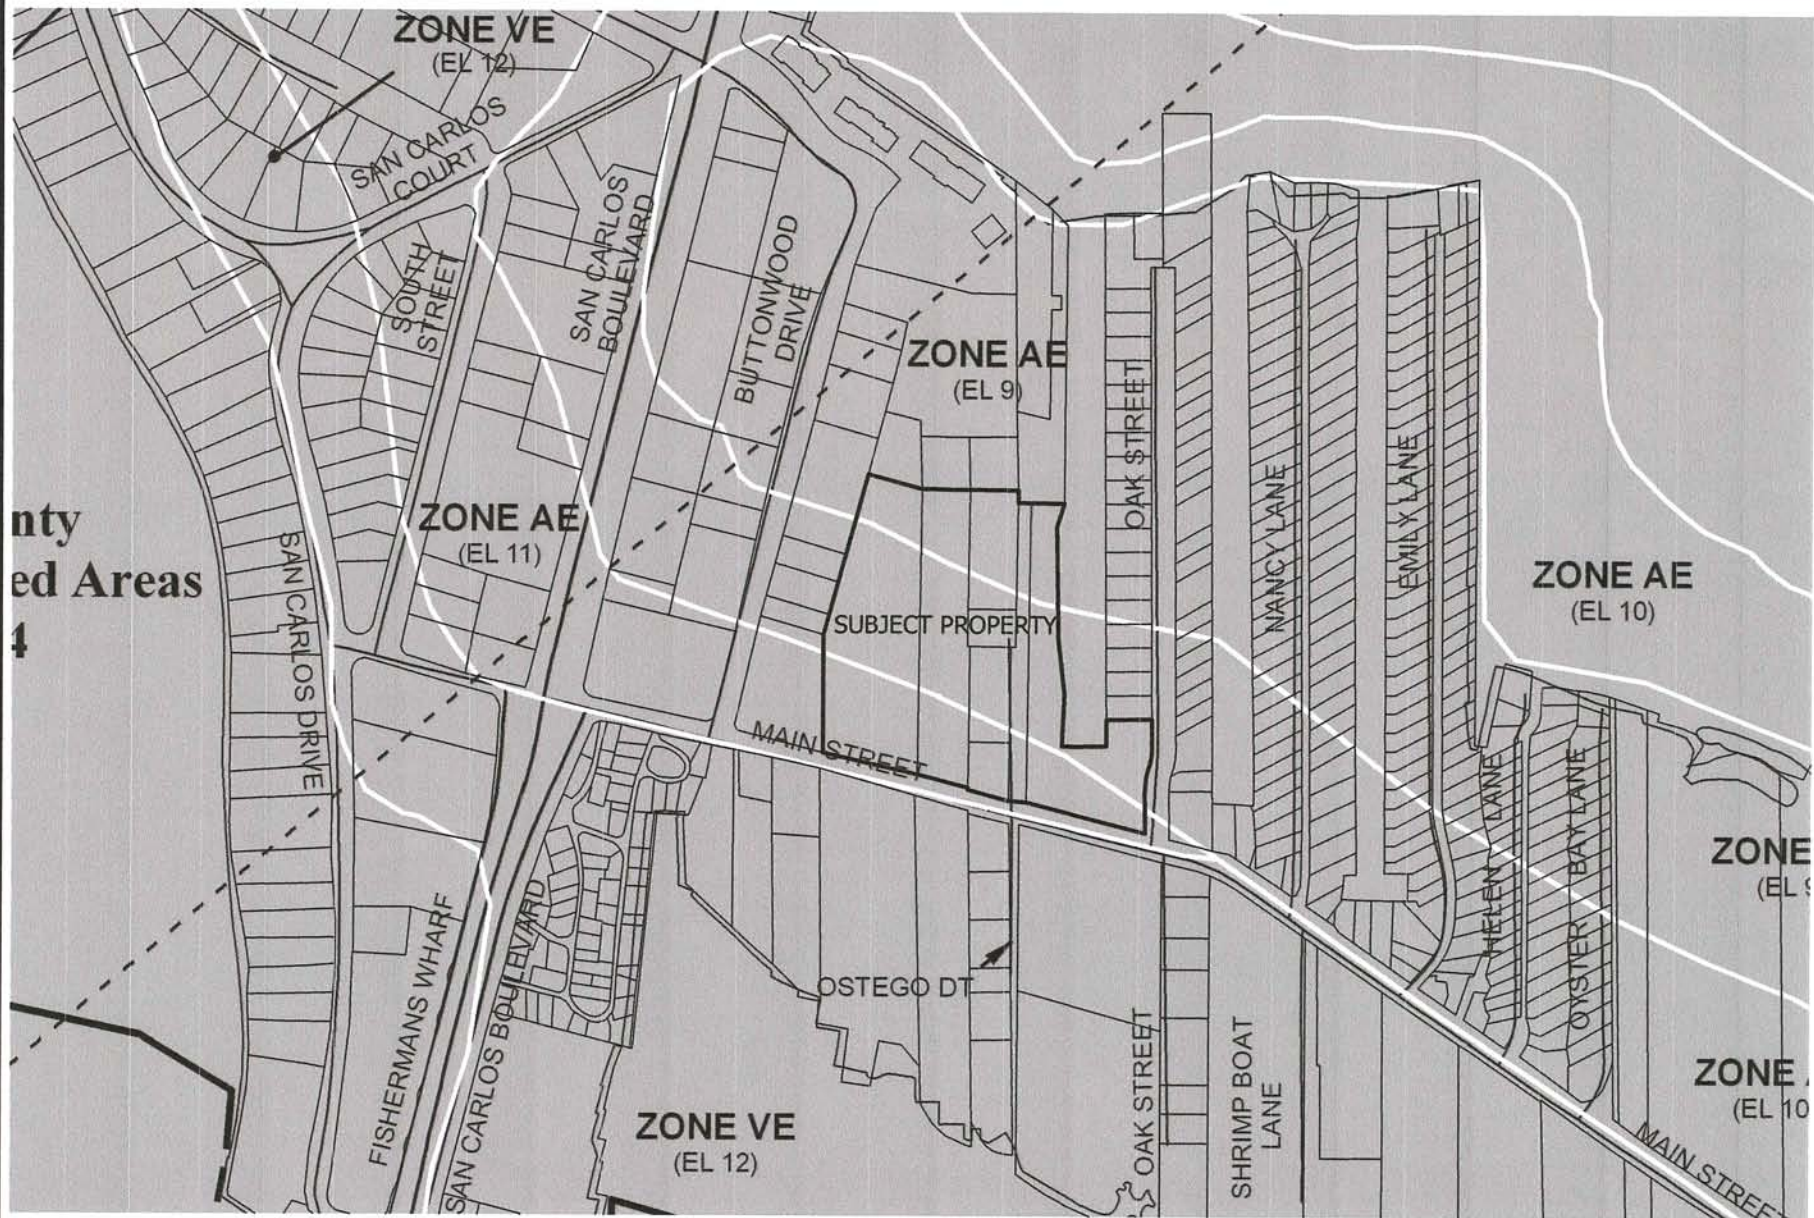 ZONE VE
(EL 12)
SAN CARLOS
COURT
SOUTH
STREET
SAN CARLOS
BOULEVARD
BUTTONWOOD
DRIVE
ZONE AE
(EL 9)
OAK STREET
NANCY LANE
EMILY LANE
ZONE AE
(EL 11)
nty
ed Areas
4
SAN CARLOS DRIVE
SUBJECT PROPERTY
ZONE AE
(EL 10)
MAIN STREET
HELEN LANE
OYSTER BAY LANE
ZONE
(EL 9
FISHERMANS WHARF
SAN CARLOS BOULEVARD
OSTEGO DT
OAK STREET
SHRIMP BOAT
LANE
ZONE VE
(EL 12)
ZONE
(EL 10
MAIN STREET